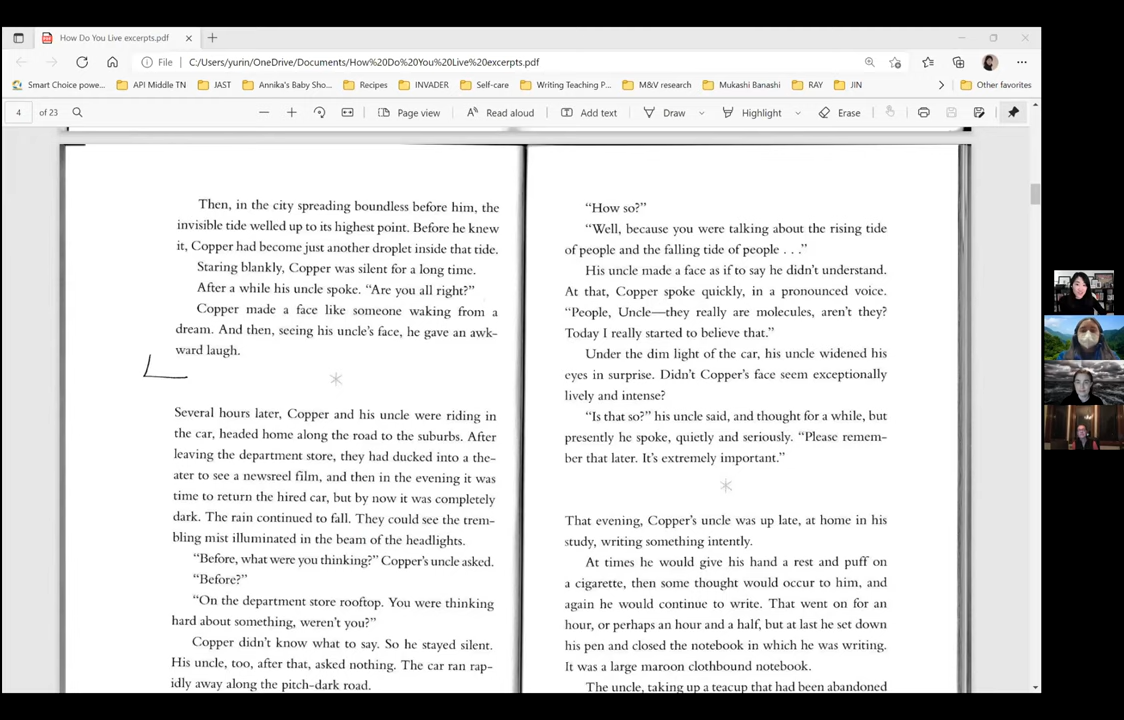 How Do You Live excerpts.pdf
File
C:/Users/yurin/OneDrive/Documents/How%20Do%20You%20Live%20excerpts.pdf
Smart Choice powe...
API Middle TN
JAST
Annika's Baby Sho...
Recipes
INVADER
Self-care
Writing Teaching P...
M&V research
Mukashi Banashi
RAY
JIN
Other favorites
4 of 23
Page view
Read aloud
Add text
Draw
Highlight
Erase
Then, in the city spreading boundless before him, the
invisible tide welled up to its highest point. Before he knew
it, Copper had become just another droplet inside that tide.
Staring blankly, Copper was silent for a long time.
After a while his uncle spoke. “Are you all right?”
Copper made a face like someone waking from a
dream. And then, seeing his uncle’s face, he gave an awk-
ward laugh.
Several hours later, Copper and his uncle were riding in
the car, headed home along the road to the suburbs. After
leaving the department store, they had ducked into a the-
ater to see a newsreel film, and then in the evening it was
time to return the hired car, but by now it was completely
dark. The rain continued to fall. They could see the trem-
bling mist illuminated in the beam of the headlights.
“Before, what were you thinking?” Copper’s uncle asked.
“Before?”
“On the department store rooftop. You were thinking
hard about something, weren’t you?”
Copper didn’t know what to say. So he stayed silent.
His uncle, too, after that, asked nothing. The car ran rap-
idly away along the pitch-dark road.
“How so?”
“Well, because you were talking about the rising tide
of people and the falling tide of people . . .”
His uncle made a face as if to say he didn’t understand.
At that, Copper spoke quickly, in a pronounced voice.
“People, Uncle—they really are molecules, aren’t they?
Today I really started to believe that.”
Under the dim light of the car, his uncle widened his
eyes in surprise. Didn’t Copper’s face seem exceptionally
lively and intense?
“Is that so?” his uncle said, and thought for a while, but
presently he spoke, quietly and seriously. “Please remem-
ber that later. It’s extremely important.”
That evening, Copper’s uncle was up late, at home in his
study, writing something intently.
At times he would give his hand a rest and puff on
a cigarette, then some thought would occur to him, and
again he would continue to write. That went on for an
hour, or perhaps an hour and a half, but at last he set down
his pen and closed the notebook in which he was writing.
It was a large maroon clothbound notebook.
The uncle, taking up a teacup that had been abandoned